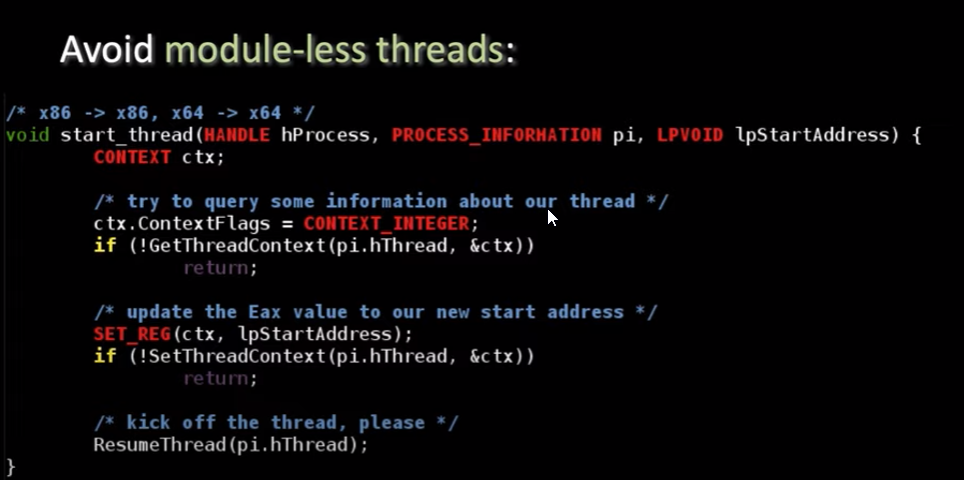 Avoid module-less threads:
/* x86 -> x86, x64 -> x64 */
void start_thread(HANDLE hProcess, PROCESS_INFORMATION pi, LPVOID lpStartAddress) {
CONTEXT ctx;
/* try to query some information about our thread */
ctx.ContextFlags = CONTEXT_INTEGER;
if (!GetThreadContext(pi.hThread, &ctx))
return;
/* update the Eax value to our new start address */
SET_REG(ctx, lpStartAddress);
if (!SetThreadContext(pi.hThread, &ctx))
return;
/* kick off the thread, please */
ResumeThread(pi.hThread);
}